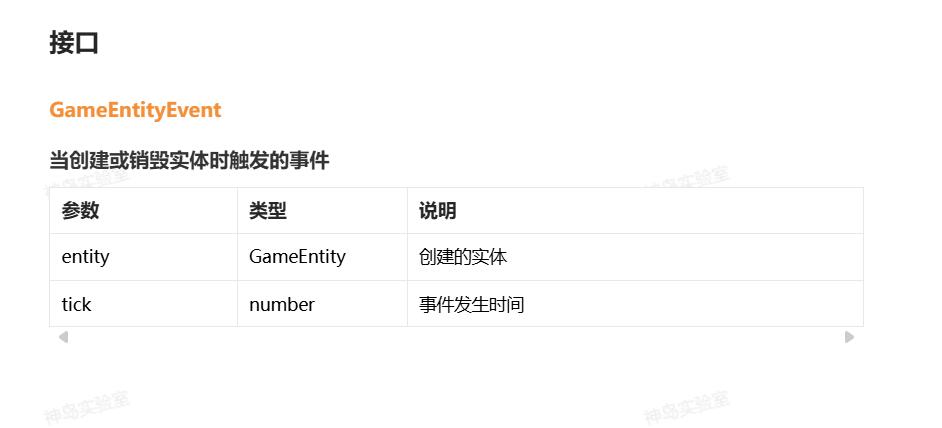 接口
GameEntityEvent
当创建或销毁实体时触发的事件
神岛实验室 神岛实验室
参数 类型 说明
entity GameEntity 创建的实体
tick number 事件发生时间
神岛实验室 神岛实验室